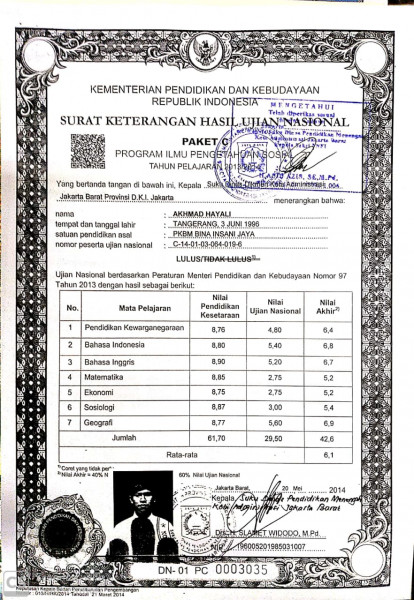 KEMENTERIAN PENDIDIKAN DAN KEBUDAYAAN
REPUBLIK INDONESIA
MENGETAHUI
Telah diperiksa sesuai
SURAT KETERANGAN HASIL UJIAN NASIONAL
PAKET C
PROGRAM ILMU PENGETAHUAN SOSIAL
TAHUN PELAJARAN 2013/2014
Yang bertanda tangan di bawah ini, Kepala Suku Dinas Dikmen Kota Administrasi
Jakarta Barat Provinsi D.K.I. Jakarta menerangkan bahwa:
nama : AKHMAD HAYALI
tempat dan tanggal lahir : TANGERANG, 3 JUNI 1996
satuan pendidikan asal : PKBM BINA INSANI JAYA
nomor peserta ujian nasional : C-14-01-03-064-019-6
LULUS/TIDAK LULUS¹⁾
Ujian Nasional berdasarkan Peraturan Menteri Pendidikan dan Kebudayaan Nomor 97
Tahun 2013 dengan hasil sebagai berikut:
No. Mata Pelajaran Nilai Pendidikan Kesetaraan Nilai Ujian Nasional Nilai Akhir²⁾
1 Pendidikan Kewarganegaraan 8,76 4,80 6,4
2 Bahasa Indonesia 8,80 5,40 6,8
3 Bahasa Inggris 8,90 5,20 6,7
4 Matematika 8,85 2,75 5,2
5 Ekonomi 8,75 2,75 5,2
6 Sosiologi 8,87 3,00 5,4
7 Geografi 8,77 5,60 6,9
Jumlah 61,70 29,50 42,6
Rata-rata 6,1
¹⁾Coret yang tidak per
²⁾Nilai Akhir = 40% N 60% Nilai Ujian Nasional
Jakarta Barat, 20 Mei 2014
Kepala Suku Dinas Pendidikan Menengah
Kota Administrasi Jakarta Barat
Drs. H. SLAMET WIDODO, M.Pd.
NIP 196005201985031007
DN-01 PC 0003035